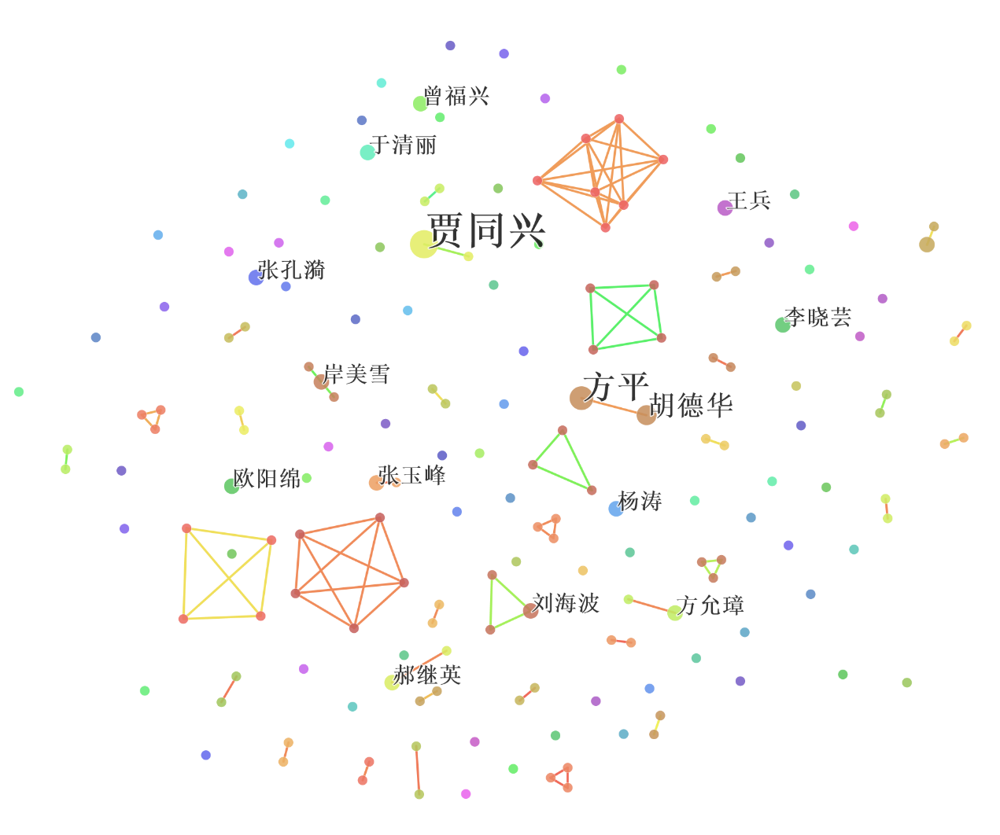 曾福兴
于清丽
王兵
贾同兴
张孔漪
李晓芸
岸美雪
方平
胡德华
欧阳绵
张玉峰
杨涛
刘海波
方允璋
郝继英